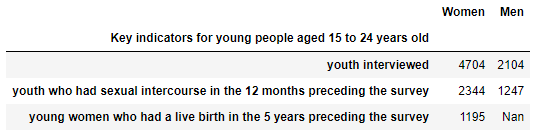 Women Men
Key indicators for young people aged 15 to 24 years old
youth interviewed 4704 2104
youth who had sexual intercourse in the 12 months preceding the survey 2344 1247
young women who had a live birth in the 5 years preceding the survey 1195 Nan